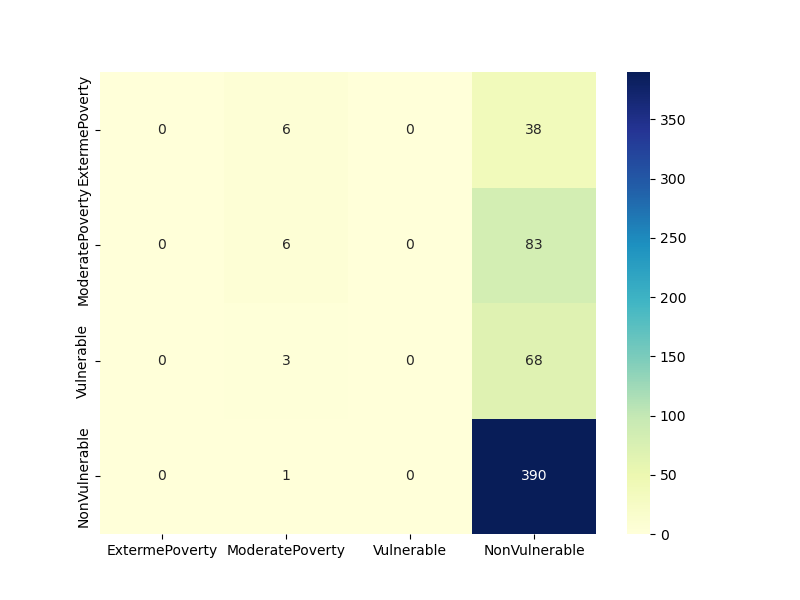 ExtermePoverty
0 6 0 38
ModeratePoverty
0 6 0 83
Vulnerable
0 3 0 68
NonVulnerable
0 1 0 390
ExtermePoverty ModeratePoverty Vulnerable NonVulnerable
350
300
250
200
150
100
50
0